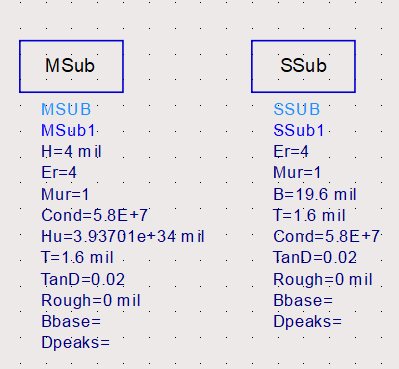 MSub
MSUB
MSub1
H=4 mil
Er=4
Mur=1
Cond=5.8E+7
Hu=3.93701e+34 mil
T=1.6 mil
TanD=0.02
Rough=0 mil
Bbase=
Dpeaks=
SSub
SSUB
SSub1
Er=4
Mur=1
B=19.6 mil
T=1.6 mil
Cond=5.8E+7
TanD=0.02
Rough=0 mil
Bbase=
Dpeaks=